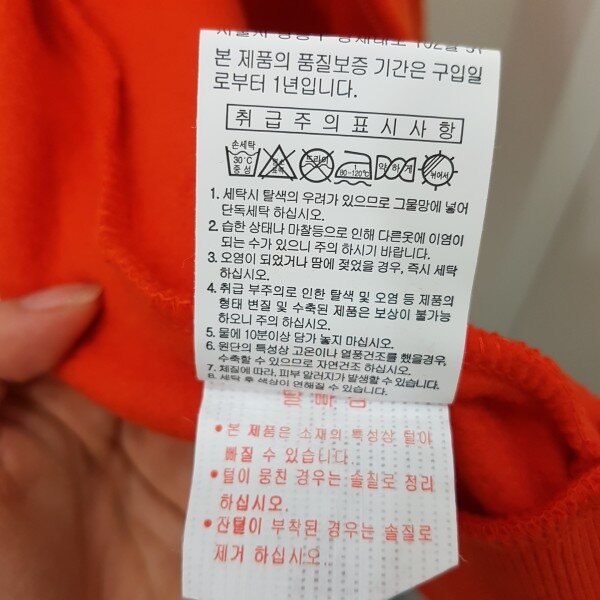 본 제품의 품질보증 기간은 구입일
로부터 1년입니다.
취급주의표시사항
손세탁 30℃ 중성 드라이 1 80~120℃ 약하게 뉘어서
1. 세탁시 탈색의 우려가 있으므로 그물망에 넣어
단독세탁 하십시오.
2. 습한 상태나 마찰등으로 인해 다른옷에 이염이
되는 수가 있으니 주의 하시기 바랍니다.
3. 오염이 되었거나 땀에 젖었을 경우, 즉시 세탁
하십시오.
4. 취급 부주의로 인한 탈색 및 오염 등 제품의
형태 변질 및 수축된 제품은 보상이 불가능
하오니 주의 하십시오.
5. 물에 10분이상 담가 놓지 마십시오.
6. 원단의 특성상 고온이나 열풍건조를 했을경우,
수축할 수 있으므로 자연건조 하십시오.
7. 체질에 따라, 피부 알러지가 발생할 수 있습니다.
8. 세탁 후 색상이 연해질 수 있습니다.
털빠짐
• 본 제품은 소재의 특성상 털이
빠질 수 있습니다.
• 털이 뭉친 경우는 솔질로 정리
하십시오.
• 잔털이 부착된 경우는 솔질로
제거 하십시오.